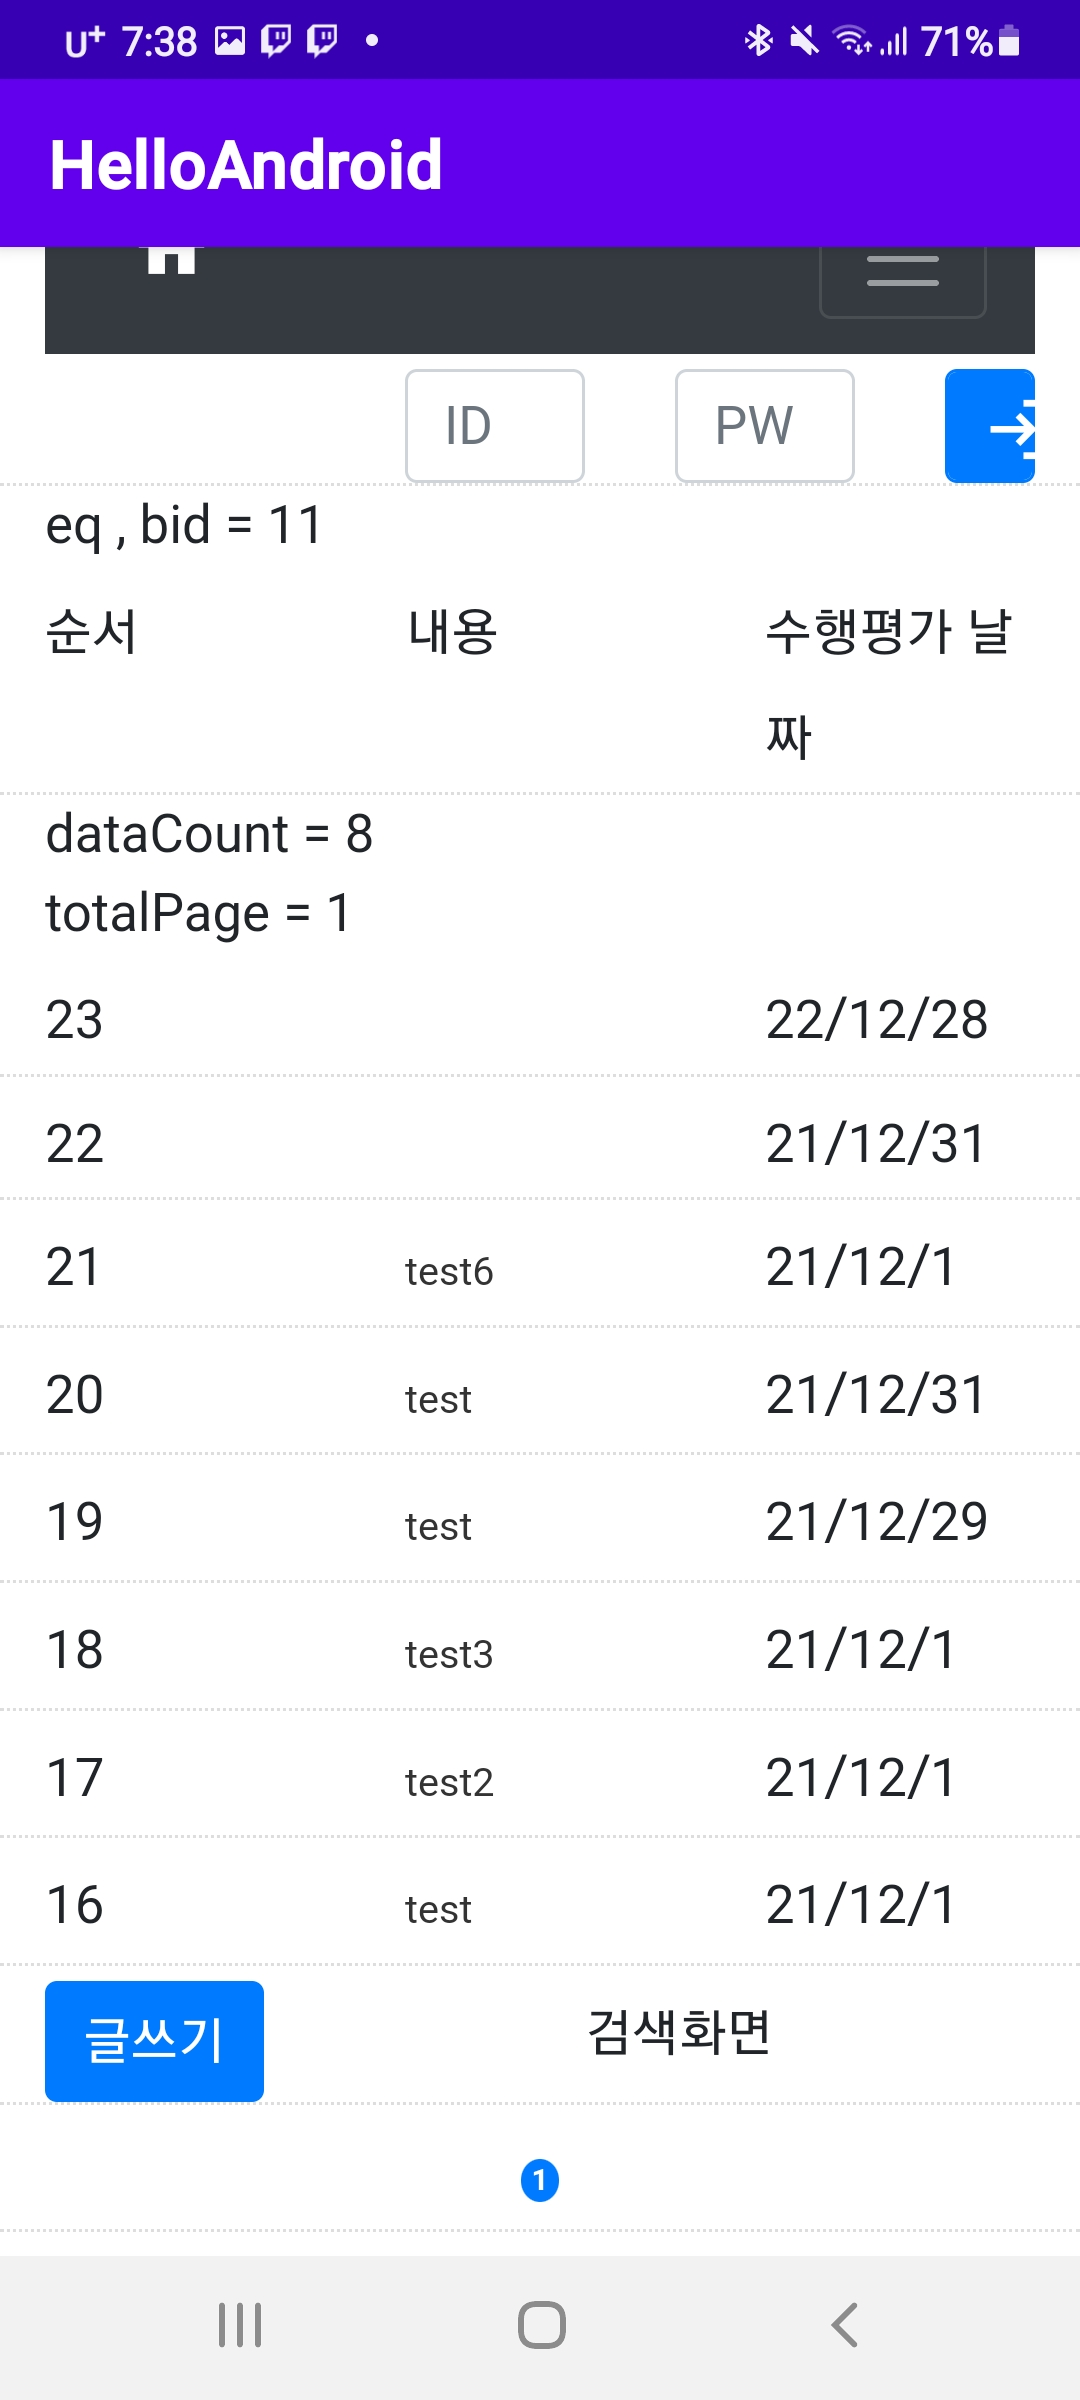 U+ 7:38 71%
HelloAndroid
ID PW
eq , bid = 11
순서 내용 수행평가 날
짜
dataCount = 8
totalPage = 1
23 22/12/28
22 21/12/31
21 test6 21/12/1
20 test 21/12/31
19 test 21/12/29
18 test3 21/12/1
17 test2 21/12/1
16 test 21/12/1
글쓰기 검색화면
1